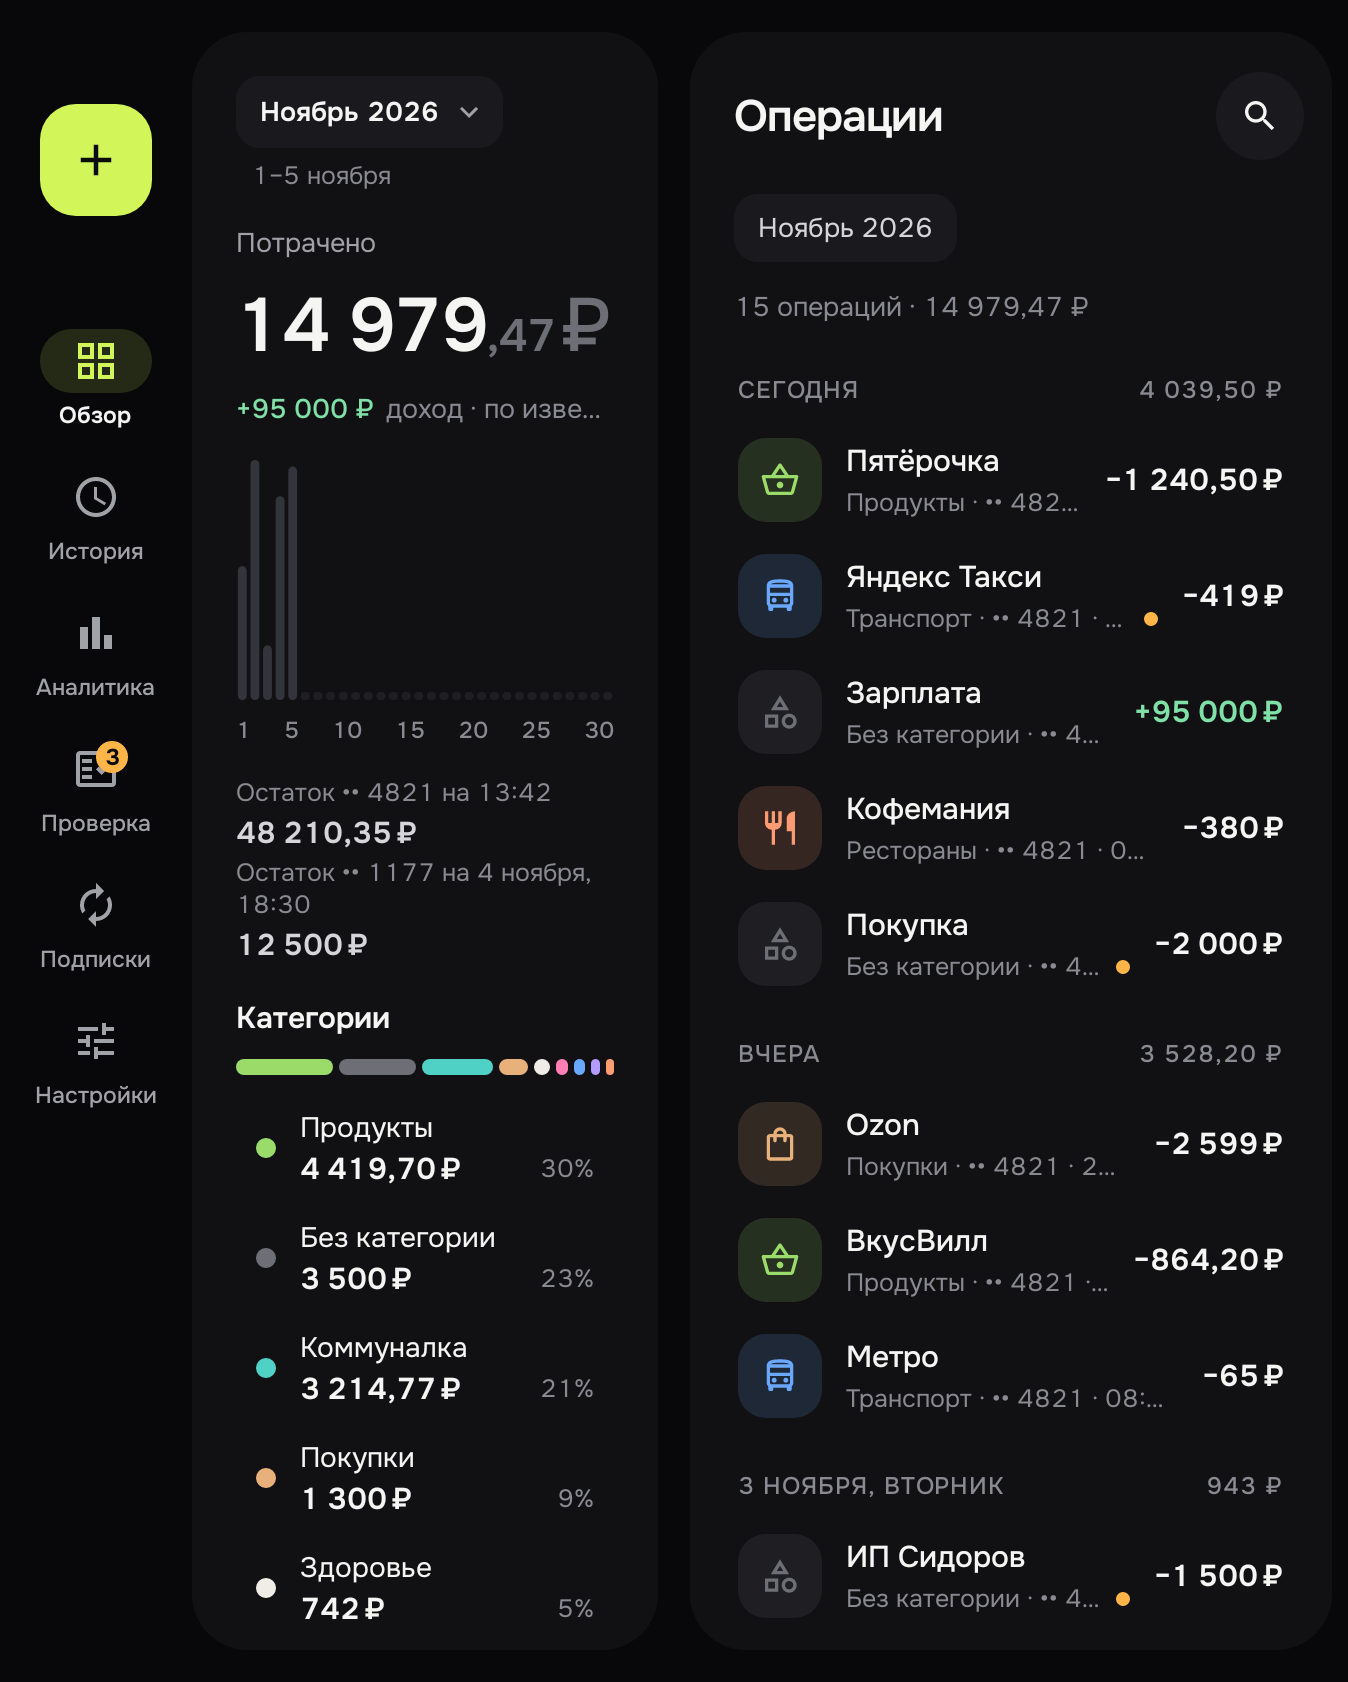 Обзор
История
Аналитика
3
Проверка
Подписки
Настройки
Ноябрь 2026
1–5 ноября
Потрачено
14 979,47 ₽
+95 000 ₽ доход · по изве...
1 5 10 15 20 25 30
Остаток •• 4821 на 13:42
48 210,35 ₽
Остаток •• 1177 на 4 ноября,
18:30
12 500 ₽
Категории
Продукты
4 419,70 ₽ 30%
Без категории
3 500 ₽ 23%
Коммуналка
3 214,77 ₽ 21%
Покупки
1 300 ₽ 9%
Здоровье
742 ₽ 5%
Операции
Ноябрь 2026
15 операций · 14 979,47 ₽
СЕГОДНЯ 4 039,50 ₽
Пятёрочка
Продукты · •• 482... −1 240,50 ₽
Яндекс Такси
Транспорт · •• 4821 · ... −419 ₽
Зарплата
Без категории · •• 4... +95 000 ₽
Кофемания
Рестораны · •• 4821 · 0... −380 ₽
Покупка
Без категории · •• 4... −2 000 ₽
ВЧЕРА 3 528,20 ₽
Ozon
Покупки · •• 4821 · 2... −2 599 ₽
ВкусВилл
Продукты · •• 4821 ·... −864,20 ₽
Метро
Транспорт · •• 4821 · 08:... −65 ₽
3 НОЯБРЯ, ВТОРНИК 943 ₽
ИП Сидоров
Без категории · •• 4... −1 500 ₽